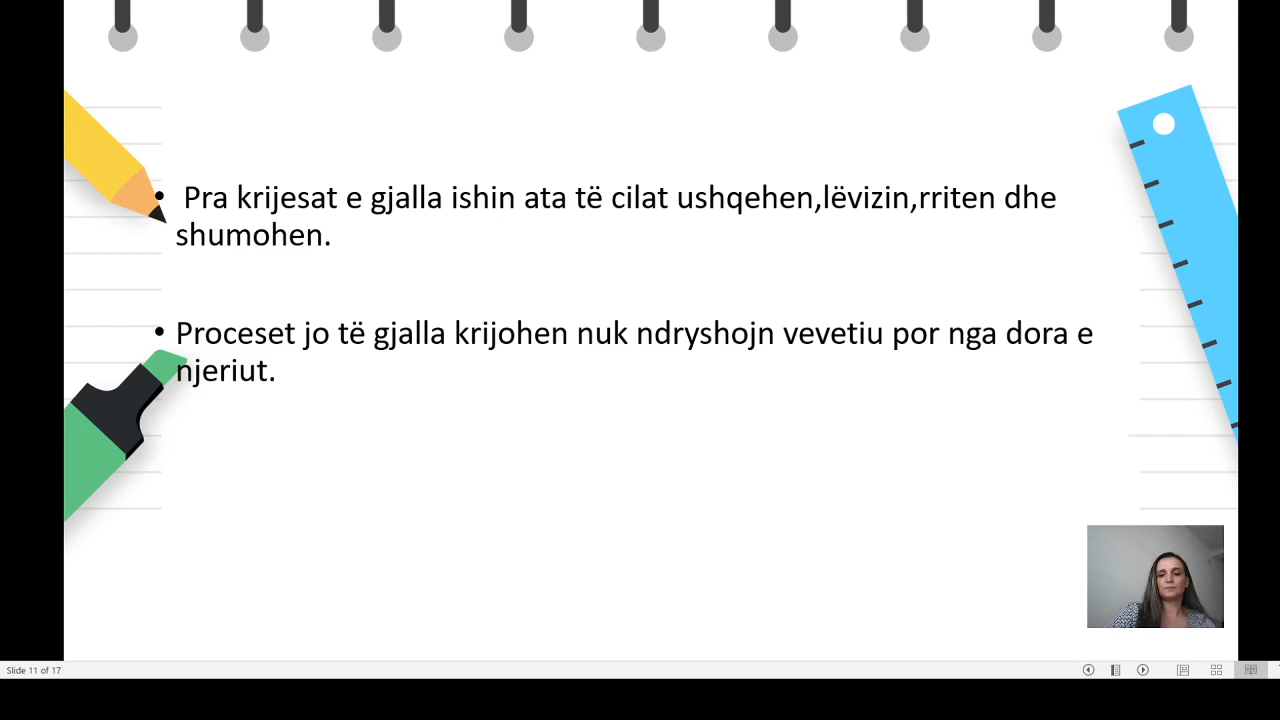 • Pra krijesat e gjalla ishin ata të cilat ushqehen,lëvizin,rriten dhe
shumohen.
• Proceset jo të gjalla krijohen nuk ndryshojn vevetiu por nga dora e
njeriut.
Slide 11 of 17